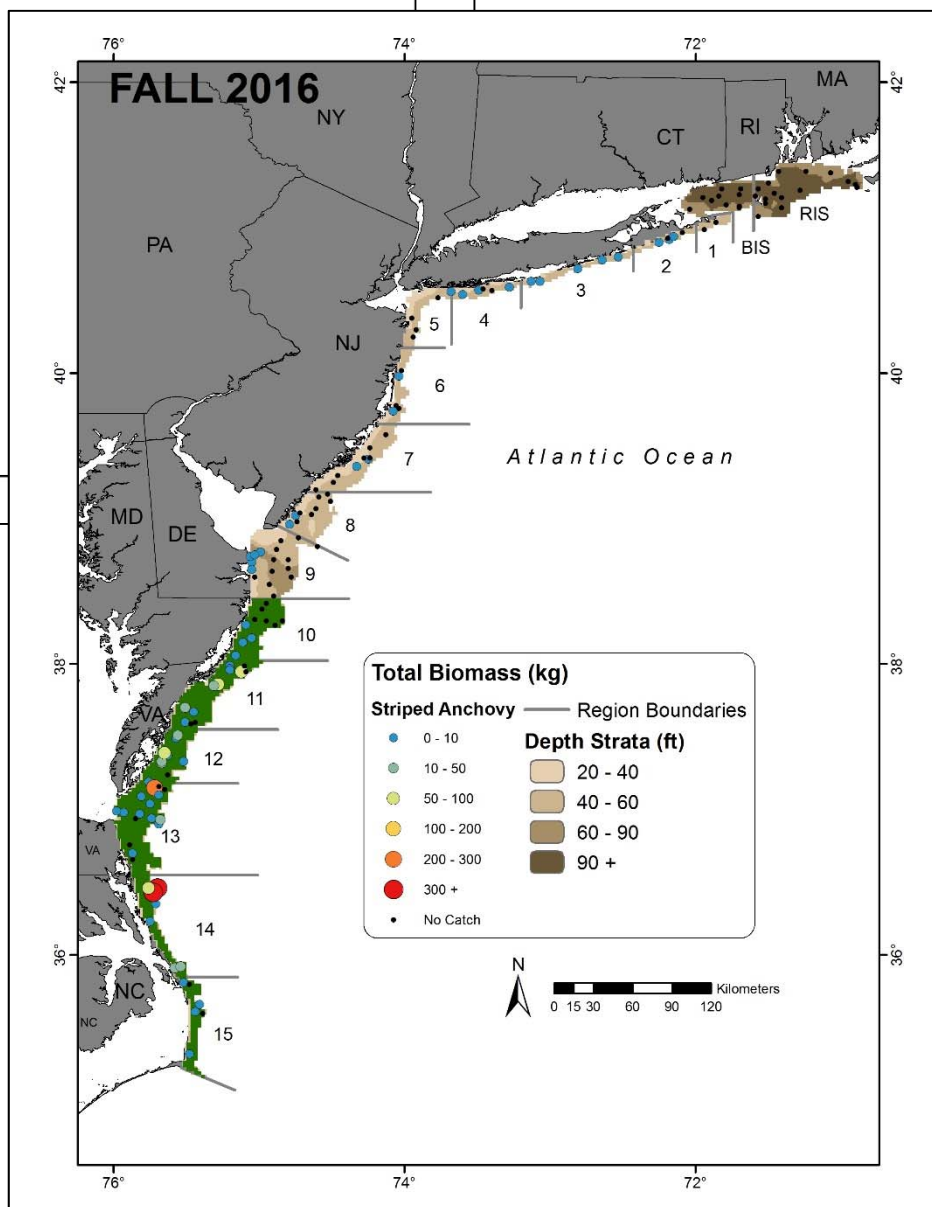 76°
74°
72°
42°
42°
FALL 2016
NY
MA
CT
RI
PA
RIS
BIS
1
2
3
4
5
NJ
40°
40°
6
7
Atlantic Ocean
MD
DE
8
9
10
38°
38°
Total Biomass (kg)
Striped Anchovy
Region Boundaries
0 - 10
Depth Strata (ft)
10 - 50
20 - 40
50 - 100
40 - 60
100 - 200
60 - 90
200 - 300
90 +
300 +
No Catch
VA
11
12
13
VA
14
36°
36°
NC
NC
15
N
Kilometers
0 15 30 60 90 120
76°
74°
72°